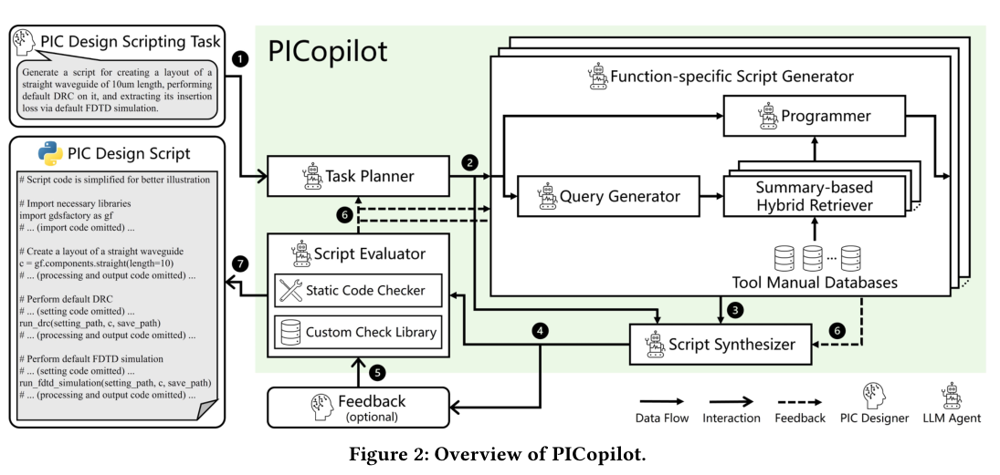 PIC Design Scripting Task
Generate a script for creating a layout of a
straight waveguide of 10um length, performing
default DRC on it, and extracting its insertion
loss via default FDTD simulation.
1
PIC Design Script
# Script code is simplified for better illustration
# Import necessary libraries
import gdsfactory as gf
# ... (import code omitted) ...
# Create a layout of a straight waveguide
c = gf.components.straight(length=10)
# ... (processing and output code omitted) ...
# Perform default DRC
# ... (setting code omitted) ...
run_drc(setting_path, c, save_path)
# ... (processing and output code omitted) ...
# Perform default FDTD simulation
# ... (setting code omitted) ...
run_fdtd_simulation(setting_path, c, save_path)
# ... (processing and output code omitted) ...
PICopilot
Task Planner
2
6
Script Evaluator
Static Code Checker
Custom Check Library
7
5
Feedback
(optional)
4
Function-specific Script Generator
Programmer
Query Generator
Summary-based
Hybrid Retriever
...
Tool Manual Databases
3
6
Script Synthesizer
Data Flow
Interaction
Feedback
PIC Designer
LLM Agent
Figure 2: Overview of PICopilot.